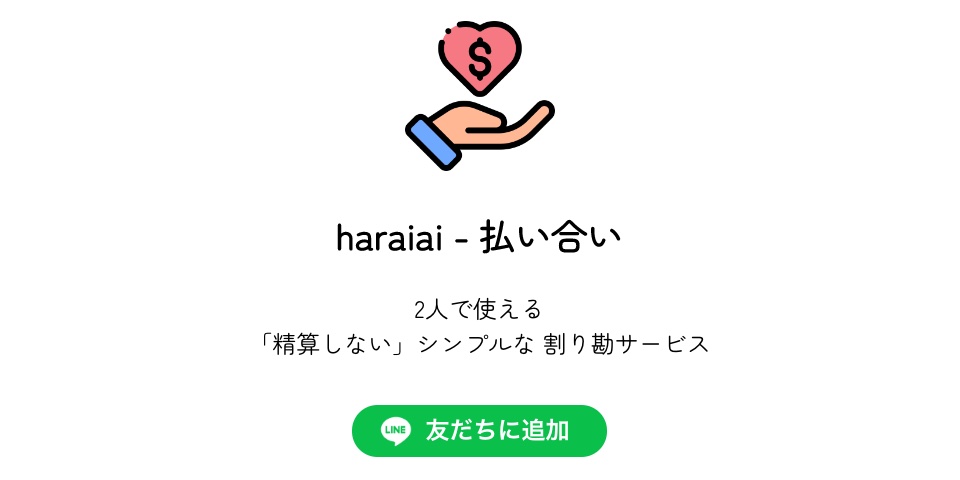 $
haraiai - 払い合い
2人で使える
「精算しない」シンプルな 割り勘サービス
LINE 友だちに追加